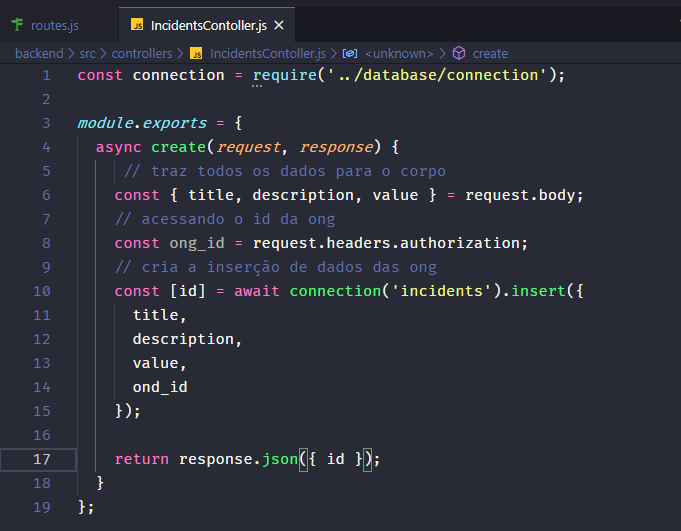 routes.js
JS IncidentsContoller.js ×
backend > src > controllers > JS IncidentsContoller.js > <unknown> > create
1 const connection = require('../database/connection');
2
3 module.exports = {
4 async create(request, response) {
5 // traz todos os dados para o corpo
6 const { title, description, value } = request.body;
7 // acessando o id da ong
8 const ong_id = request.headers.authorization;
9 // cria a inserção de dados das ong
10 const [id] = await connection('incidents').insert({
11 title,
12 description,
13 value,
14 ond_id
15 });
16
17 return response.json({ id });
18 }
19 };